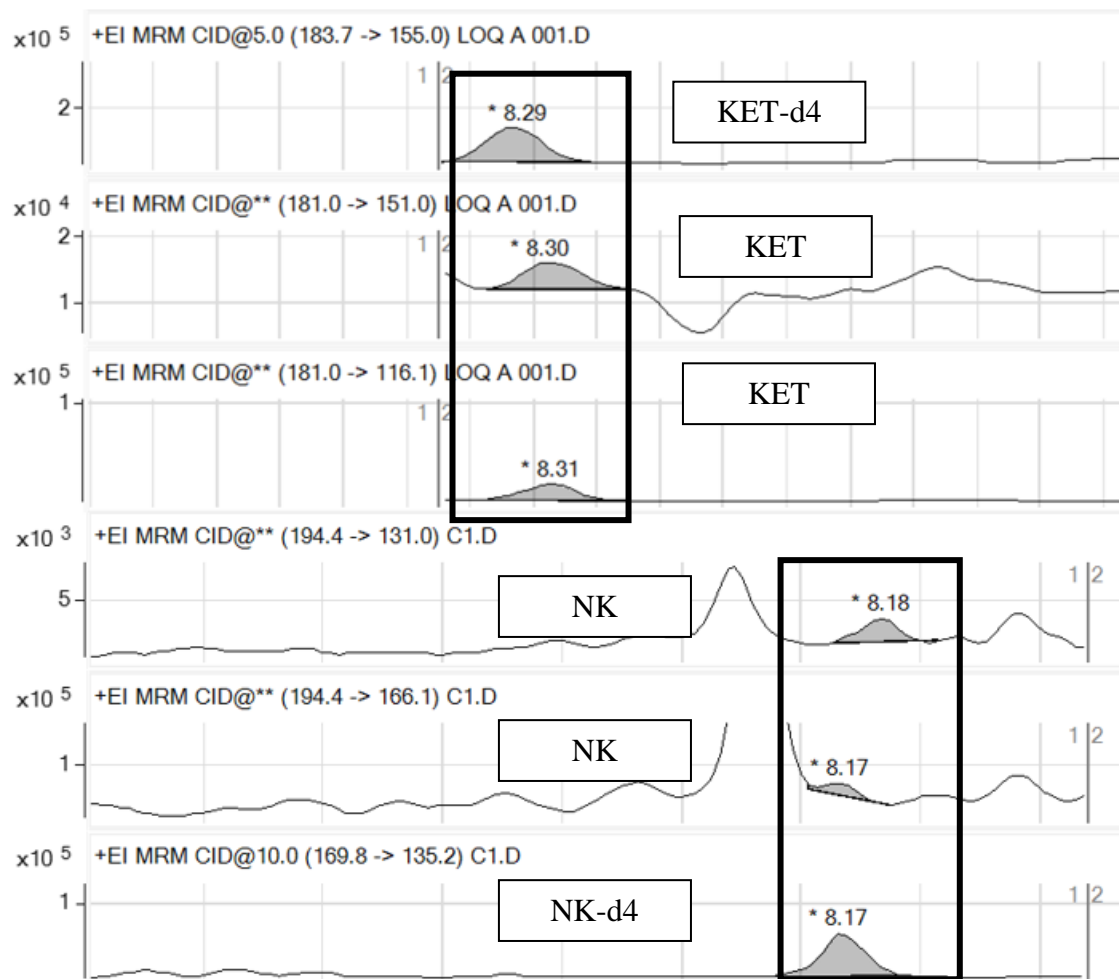 x10 5 +EI MRM CID@5.0 (183.7 -> 155.0) LOQ A 001.D
1 2
2
* 8.29
KET-d4
x10 4 +EI MRM CID@** (181.0 -> 151.0) LOQ A 001.D
2
1 2
* 8.30
KET
1
x10 5 +EI MRM CID@** (181.0 -> 116.1) LOQ A 001.D
1
1 2
KET
* 8.31
x10 3 +EI MRM CID@** (194.4 -> 131.0) C1.D
1 2
5
NK
* 8.18
x10 5 +EI MRM CID@** (194.4 -> 166.1) C1.D
1 2
1
NK
* 8.17
x10 5 +EI MRM CID@10.0 (169.8 -> 135.2) C1.D
1 2
1
NK-d4
* 8.17